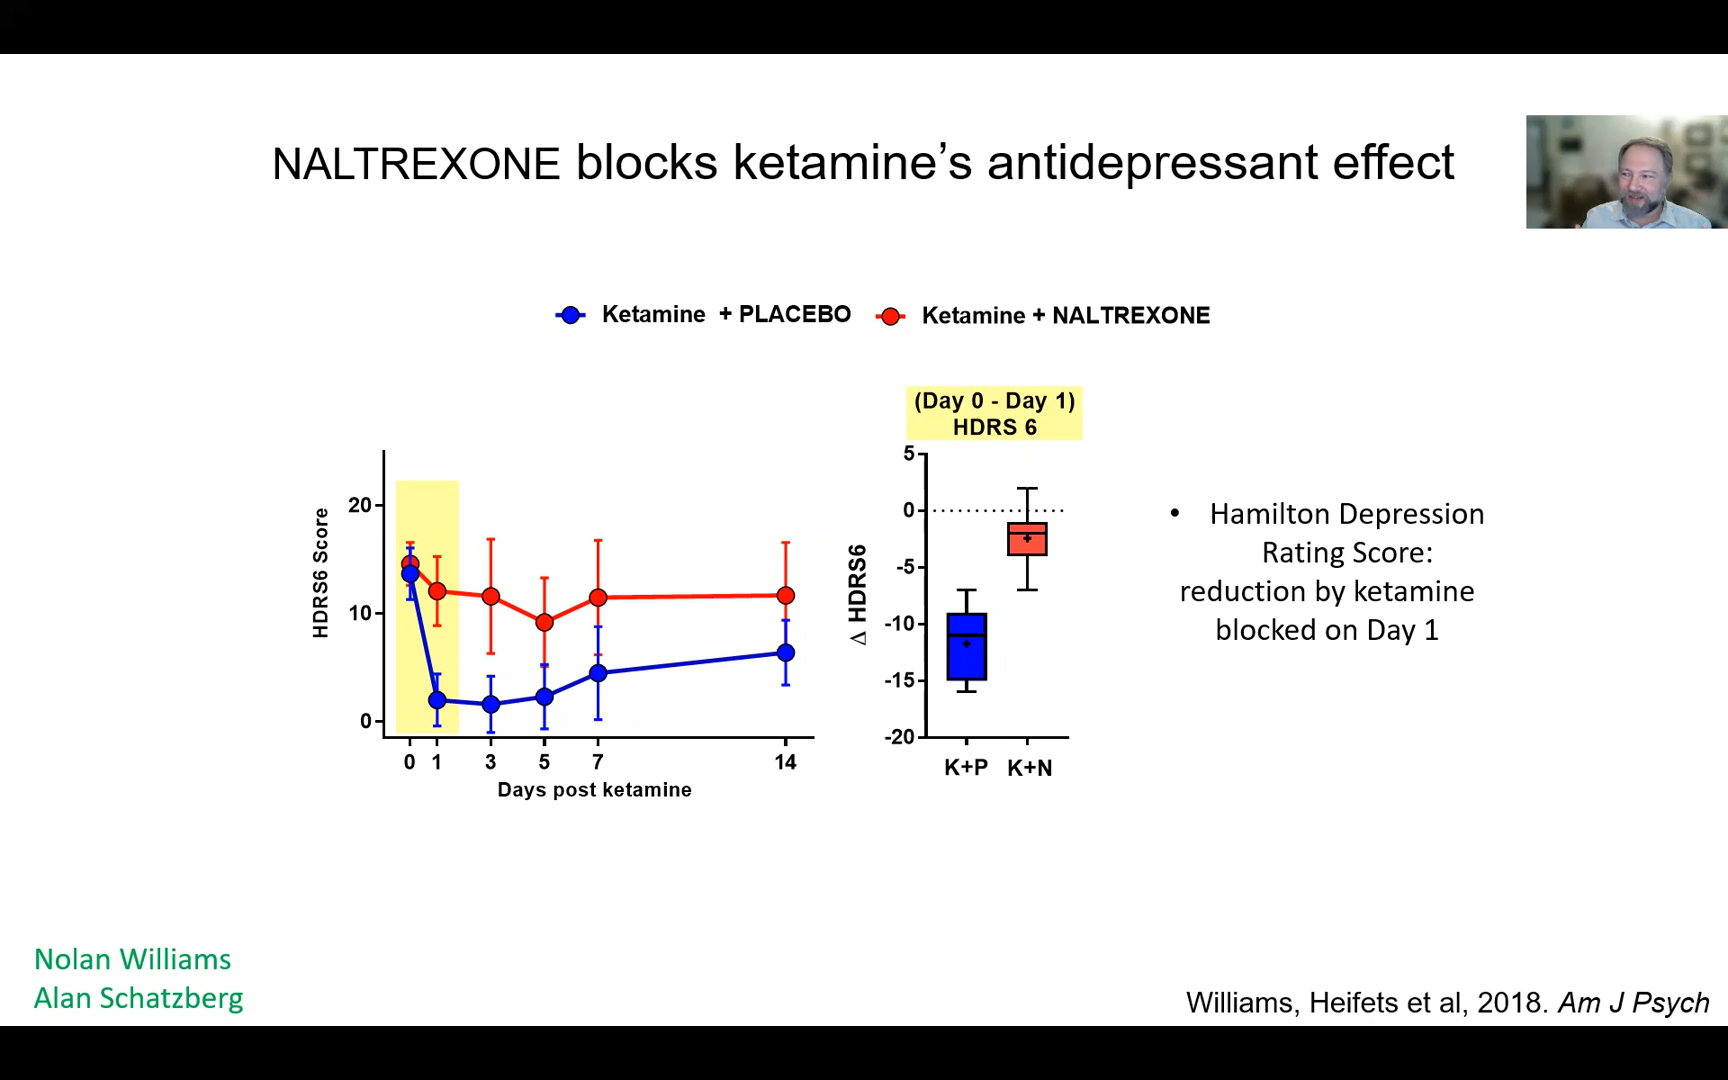 NALTREXONE blocks ketamine’s antidepressant effect
Ketamine + PLACEBO
Ketamine + NALTREXONE
HDRS6 Score
20
10
0
0 1 3 5 7 14
Days post ketamine
(Day 0 - Day 1)
HDRS 6
Δ HDRS6
5
0
-5
-10
-15
-20
K+P K+N
• Hamilton Depression
Rating Score:
reduction by ketamine
blocked on Day 1
Nolan Williams
Alan Schatzberg
Williams, Heifets et al, 2018. Am J Psych